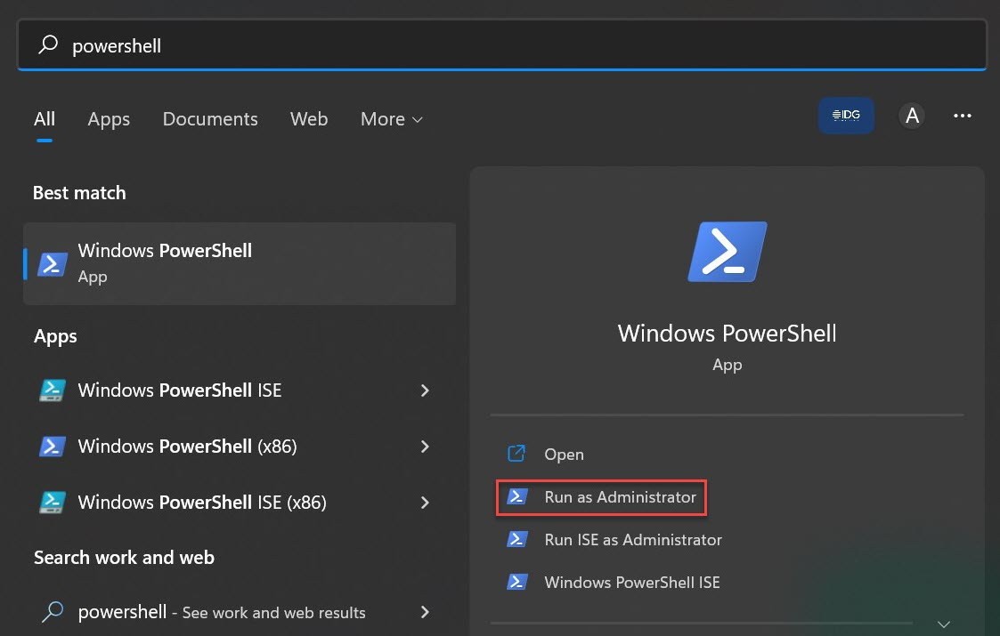 powershell
All Apps Documents Web More
IDG A
Best match
Windows PowerShell
App
Apps
Windows PowerShell ISE
Windows PowerShell (x86)
Windows PowerShell ISE (x86)
Search work and web
powershell - See work and web results
Windows PowerShell
App
Open
Run as Administrator
Run ISE as Administrator
Windows PowerShell ISE